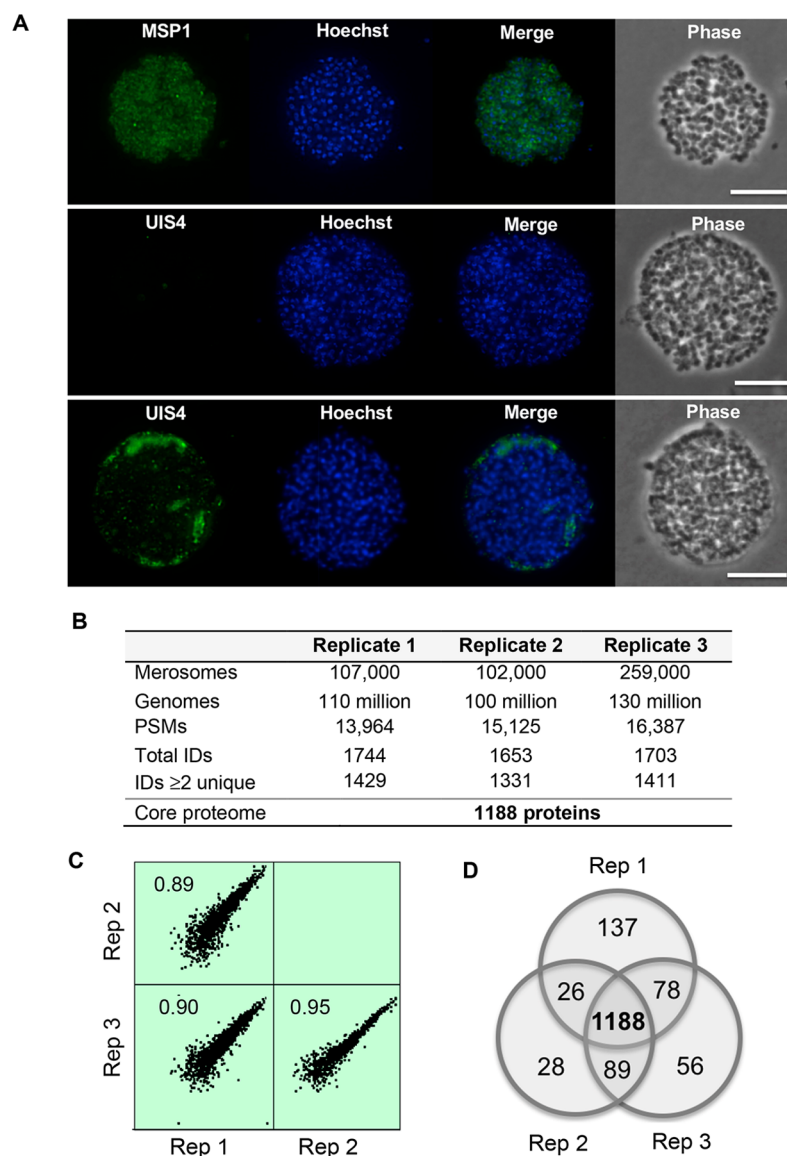 A
MSP1 Hoechst Merge Phase
UIS4 Hoechst Merge Phase
UIS4 Hoechst Merge Phase
B
Replicate 1 Replicate 2 Replicate 3
Merosomes 107,000 102,000 259,000
Genomes 110 million 100 million 130 million
PSMs 13,964 15,125 16,387
Total IDs 1744 1653 1703
IDs ≥2 unique 1429 1331 1411
Core proteome 1188 proteins
C
Rep 2
0.89
Rep 3
0.90 0.95
Rep 1 Rep 2
D
Rep 1
137
26 78
1188
28 89 56
Rep 2 Rep 3